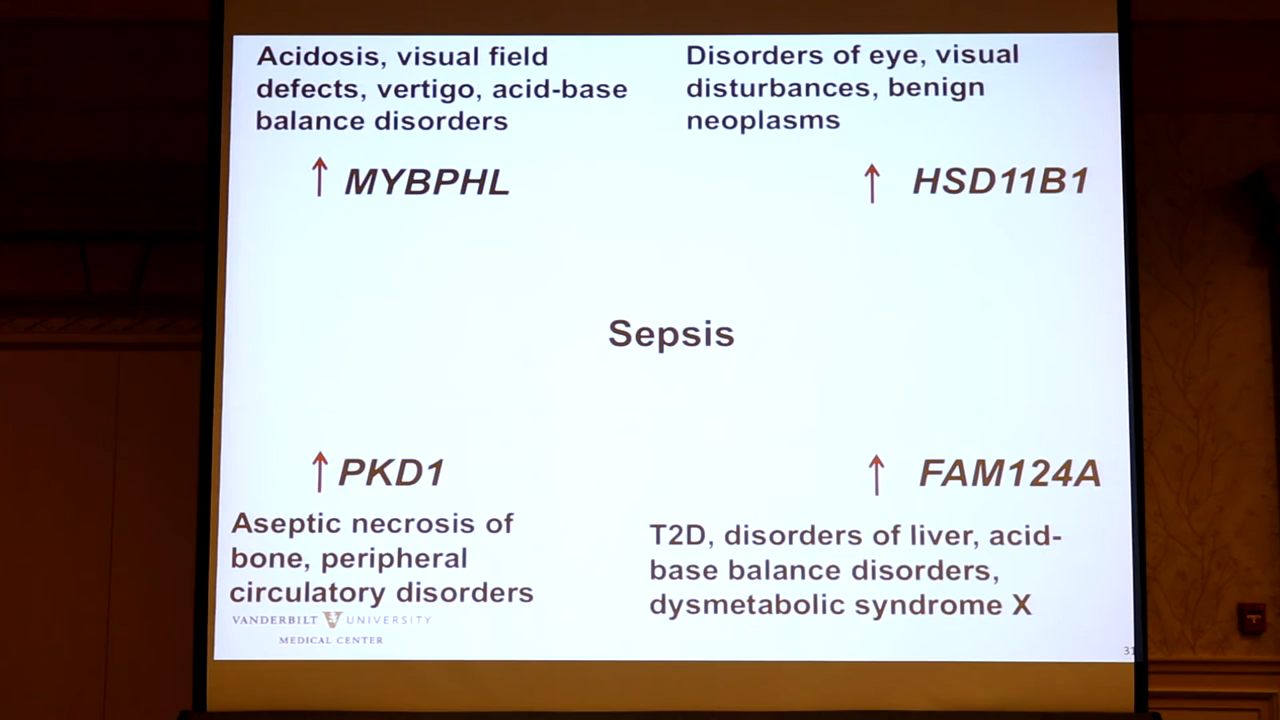 Acidosis, visual field
defects, vertigo, acid-base
balance disorders
↑ MYBPHL
Disorders of eye, visual
disturbances, benign
neoplasms
↑ HSD11B1
Sepsis
↑ PKD1
Aseptic necrosis of
bone, peripheral
circulatory disorders
↑ FAM124A
T2D, disorders of liver, acid-
base balance disorders,
dysmetabolic syndrome X
VANDERBILT V UNIVERSITY
MEDICAL CENTER
31